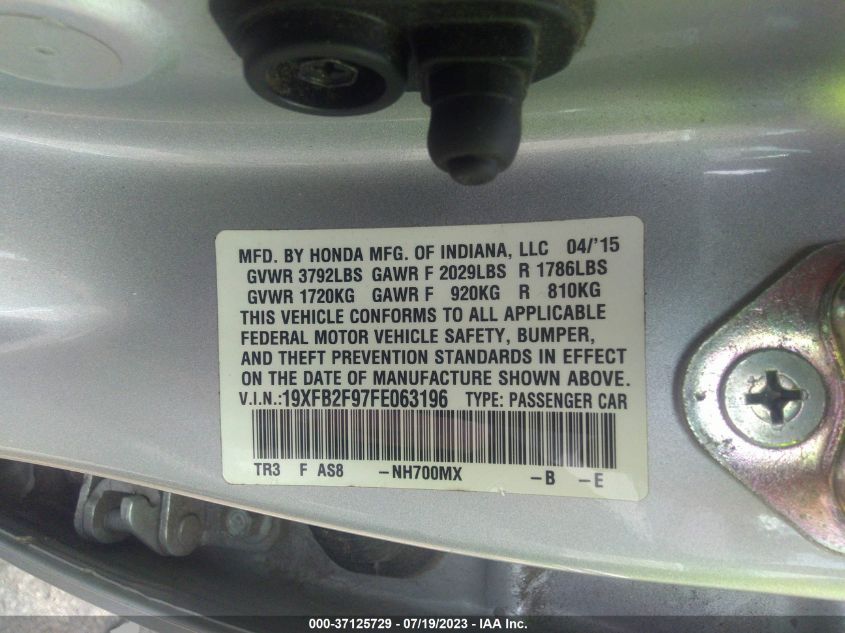 MFD. BY HONDA MFG. OF INDIANA, LLC 04/'15
GVWR 3792LBS GAWR F 2029LBS R 1786LBS
GVWR 1720KG GAWR F 920KG R 810KG
THIS VEHICLE CONFORMS TO ALL APPLICABLE
FEDERAL MOTOR VEHICLE SAFETY, BUMPER,
AND THEFT PREVENTION STANDARDS IN EFFECT
ON THE DATE OF MANUFACTURE SHOWN ABOVE.
V.I.N.:19XFB2F97FE063196 TYPE: PASSENGER CAR
TR3 F AS8 -NH700MX -B -E
000-37125729 - 07/19/2023 - IAA Inc.